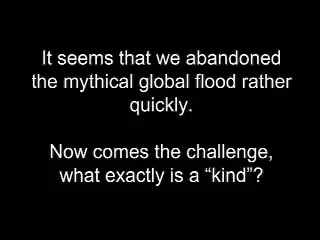 It seems that we abandoned
the mythical global flood rather
quickly.
Now comes the challenge,
what exactly is a “kind”?